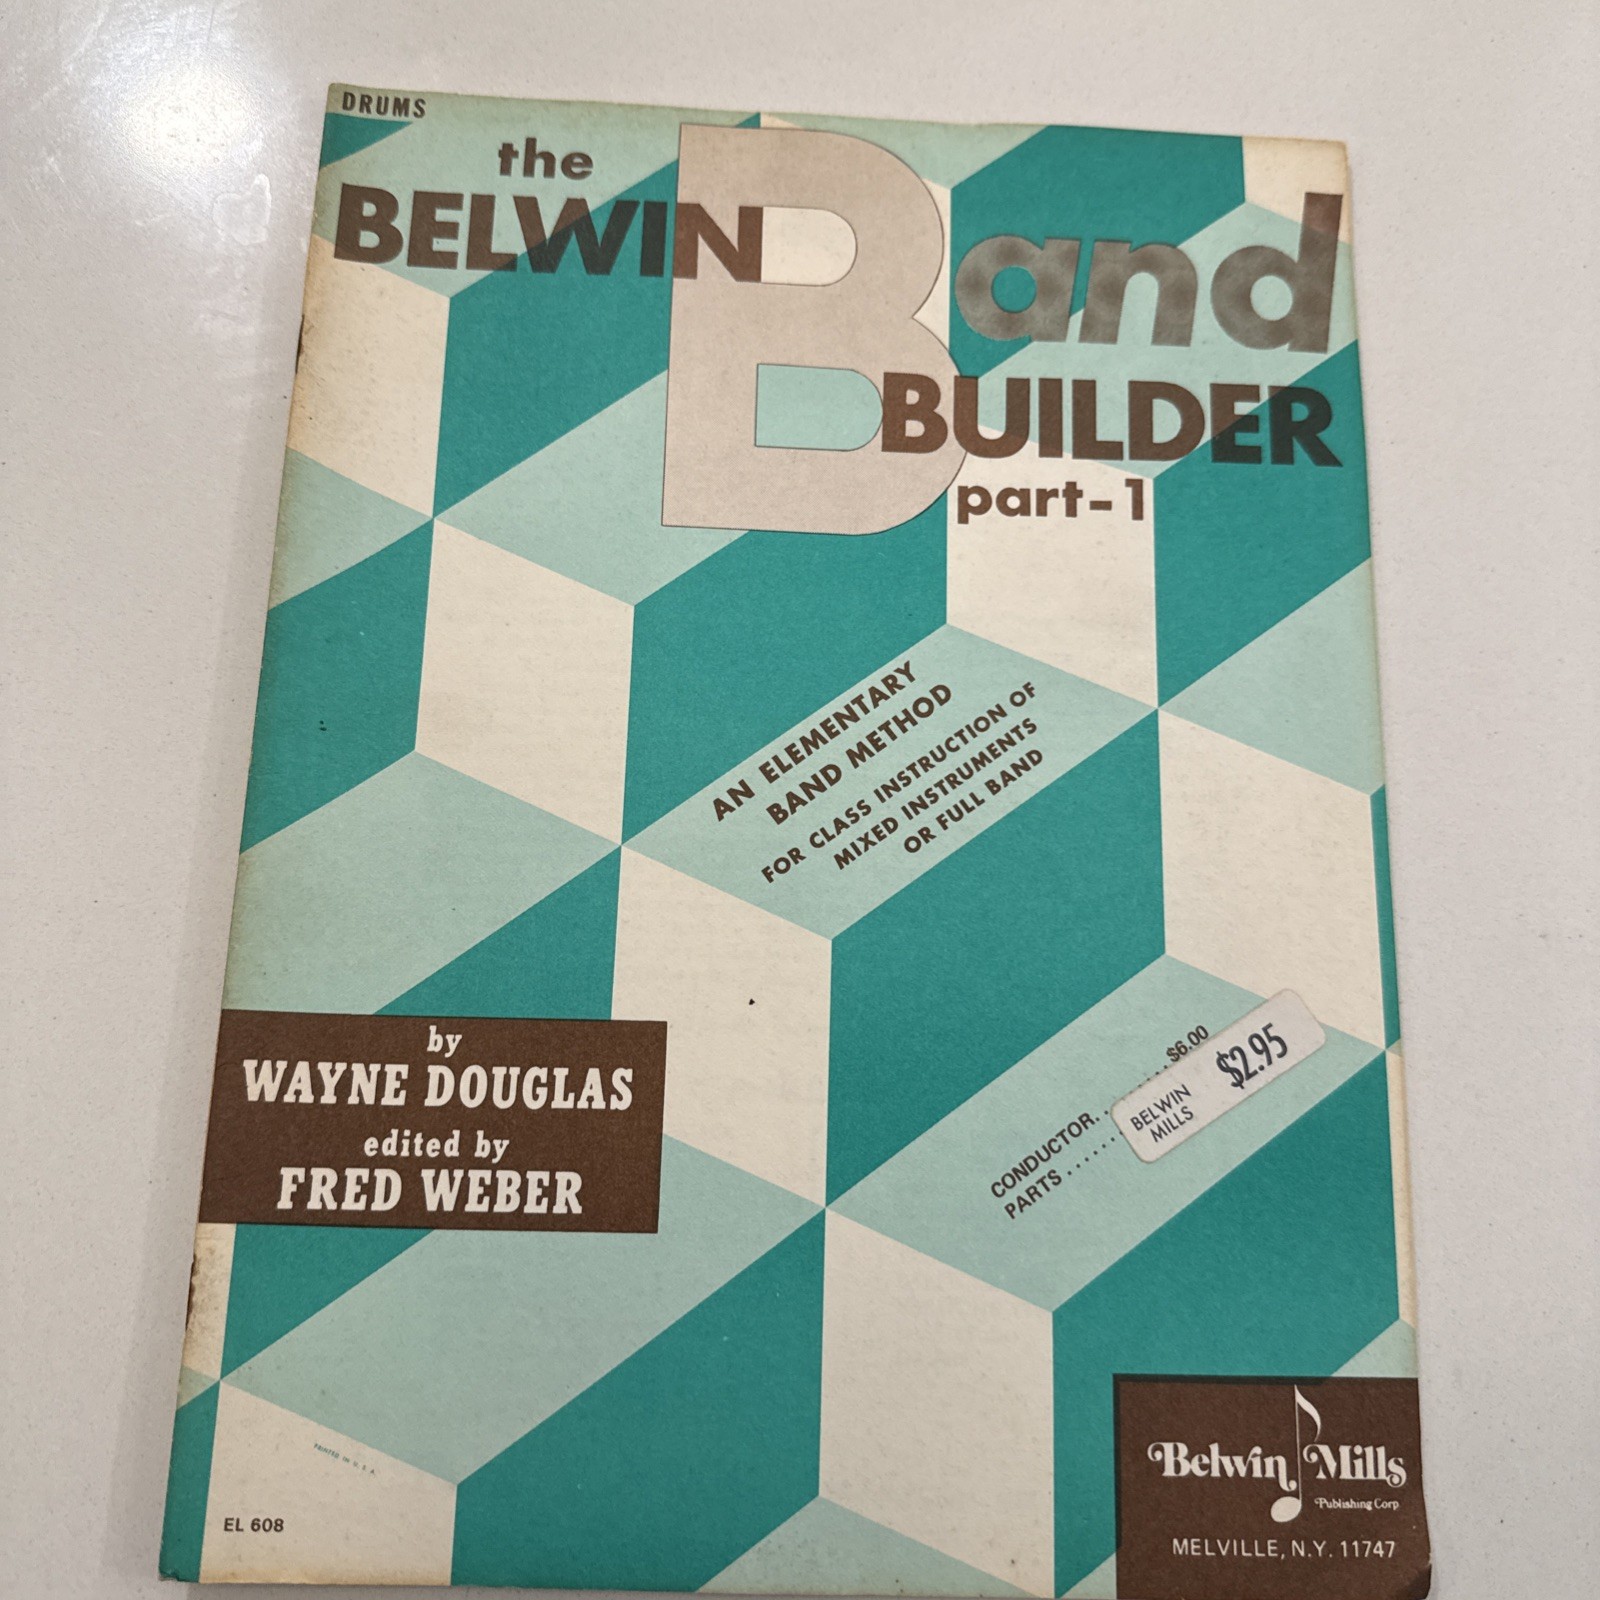 DRUMS
the
BELWIN
Band
BUILDER
part-1
AN ELEMENTARY
BAND METHOD
FOR CLASS INSTRUCTION OF
MIXED INSTRUMENTS
OR FULL BAND
by
WAYNE DOUGLAS
edited by
FRED WEBER
CONDUCTOR. . . . . . $6.00
PARTS . . . . . .
BELWIN
MILLS
$2.95
PRINTED IN U. S. A.
EL 608
Belwin Mills
Publishing Corp
MELVILLE, N.Y. 11747